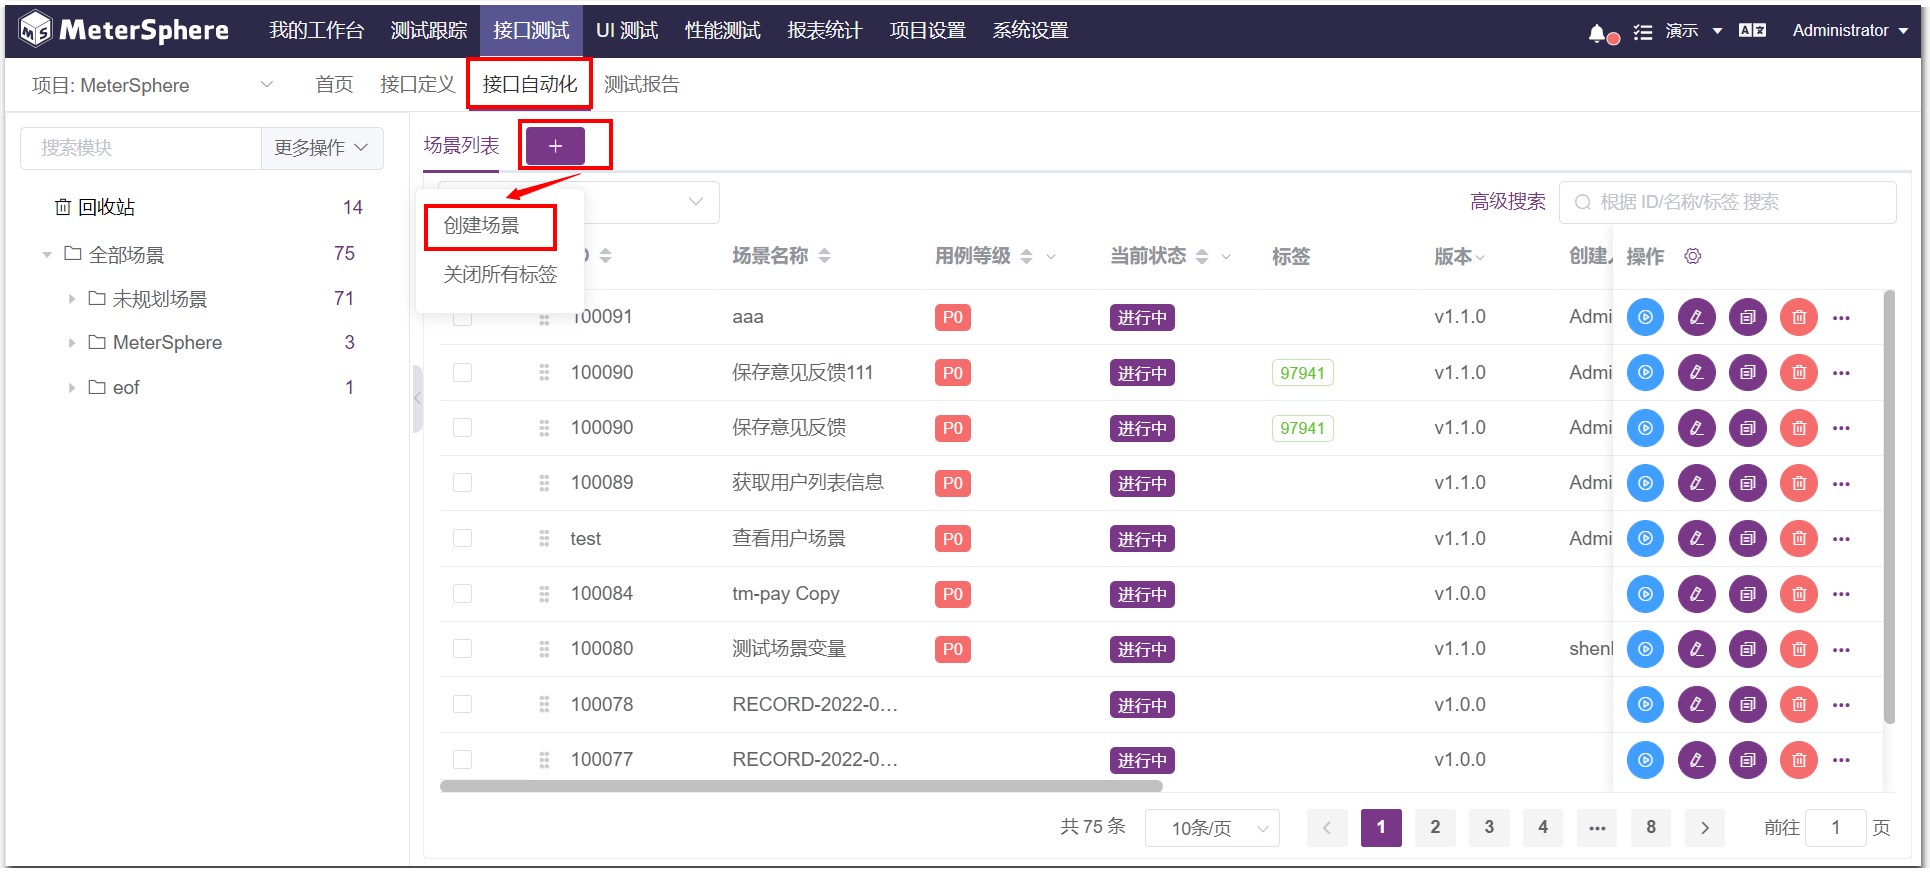 MeterSphere 我的工作台 测试跟踪 接口测试 UI 测试 性能测试 报表统计 项目设置 系统设置 演示 Administrator
项目: MeterSphere 首页 接口定义 接口自动化 测试报告
搜索模块 更多操作
回收站 14
全部场景 75
未规划场景 71
MeterSphere 3
eof 1
场景列表 +
创建场景
关闭所有标签
高级搜索 根据 ID/名称/标签 搜索
场景名称 用例等级 当前状态 标签 版本 操作
100091 aaa P0 进行中 v1.1.0 Admi
100090 保存意见反馈111 P0 进行中 97941 v1.1.0 Admi
100090 保存意见反馈 P0 进行中 97941 v1.1.0 Admi
100089 获取用户列表信息 P0 进行中 v1.1.0 Admi
test 查看用户场景 P0 进行中 v1.1.0 Admi
100084 tm-pay Copy P0 进行中 v1.0.0
100080 测试场景变量 P0 进行中 v1.1.0 shen
100078 RECORD-2022-0... 进行中 v1.0.0
100077 RECORD-2022-0... 进行中 v1.0.0
共 75 条 10条/页 1 2 3 4 ... 8 前往 1 页